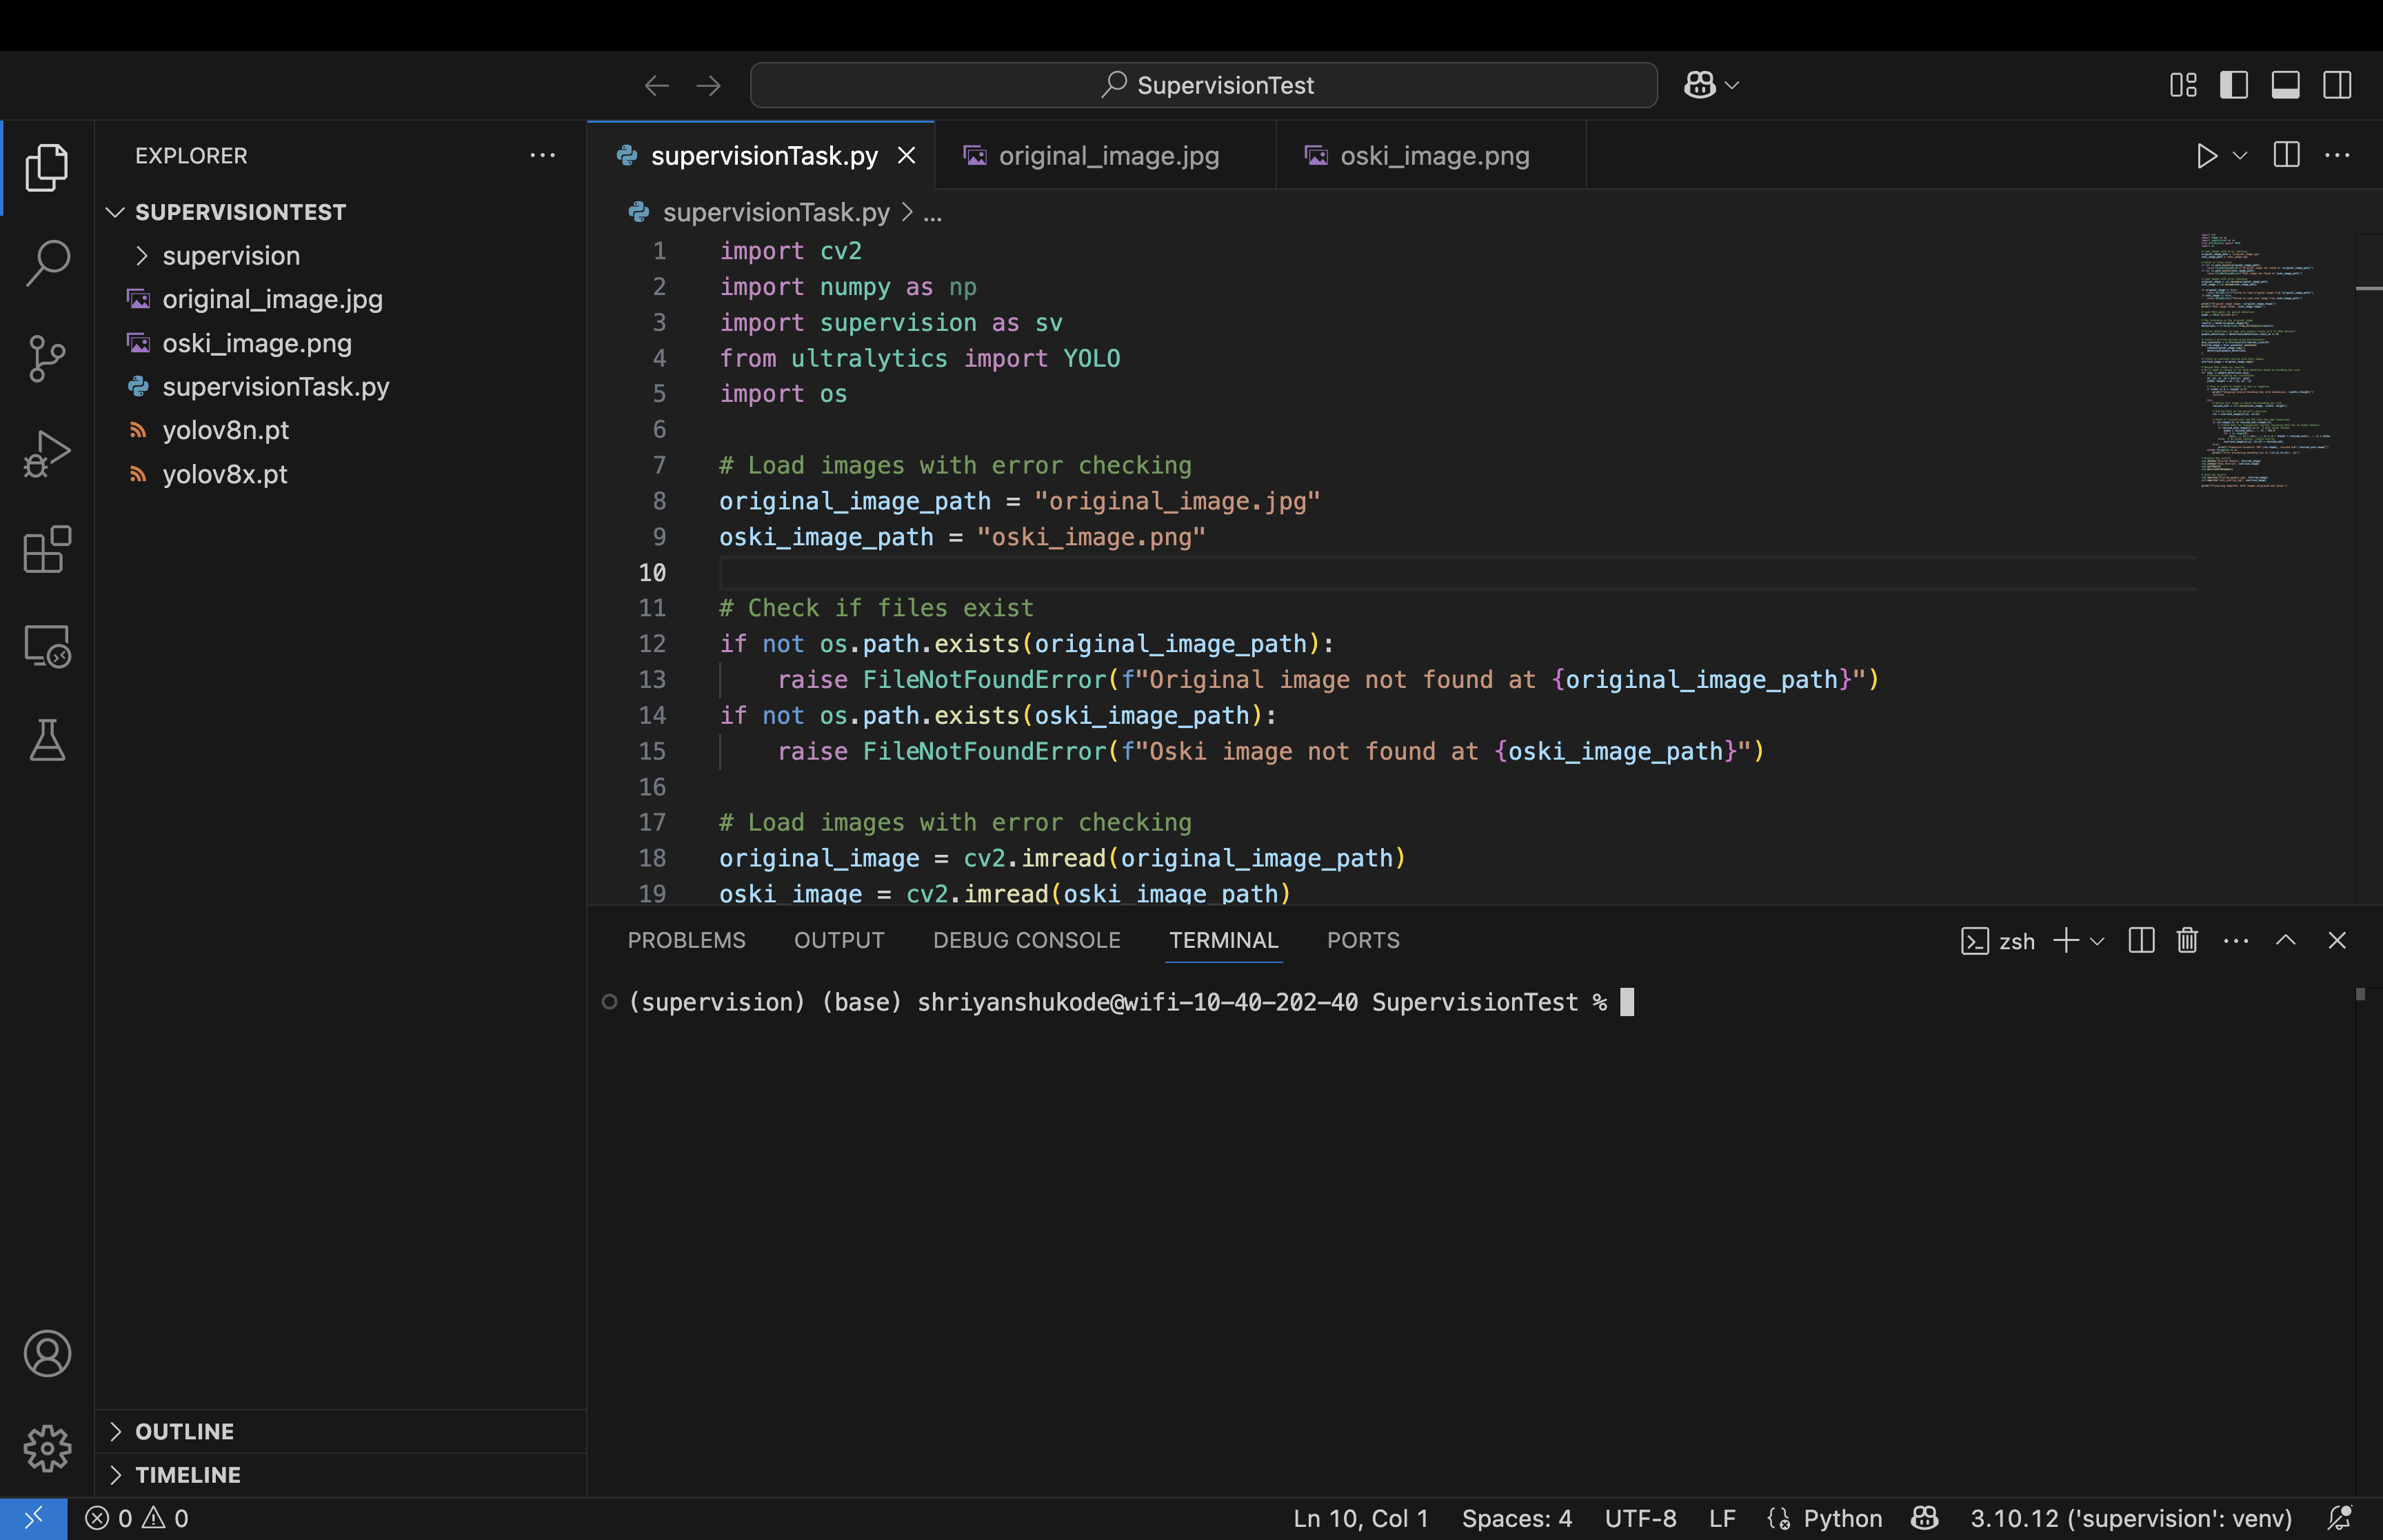 SupervisionTest
EXPLORER
SUPERVISIONTEST
supervision
original_image.jpg
oski_image.png
supervisionTask.py
yolov8n.pt
yolov8x.pt
OUTLINE
TIMELINE
supervisionTask.py
original_image.jpg
oski_image.png
supervisionTask.py > ...
1 import cv2
2 import numpy as np
3 import supervision as sv
4 from ultralytics import YOLO
5 import os
6
7 # Load images with error checking
8 original_image_path = "original_image.jpg"
9 oski_image_path = "oski_image.png"
10
11 # Check if files exist
12 if not os.path.exists(original_image_path):
13 raise FileNotFoundError(f"Original image not found at {original_image_path}")
14 if not os.path.exists(oski_image_path):
15 raise FileNotFoundError(f"Oski image not found at {oski_image_path}")
16
17 # Load images with error checking
18 original_image = cv2.imread(original_image_path)
19 oski_image = cv2.imread(oski_image_path)
PROBLEMS OUTPUT DEBUG CONSOLE TERMINAL PORTS
zsh
(supervision) (base) shriyanshukode@wifi-10-40-202-40 SupervisionTest %
0 0
Ln 10, Col 1 Spaces: 4 UTF-8 LF Python 3.10.12 ('supervision': venv)